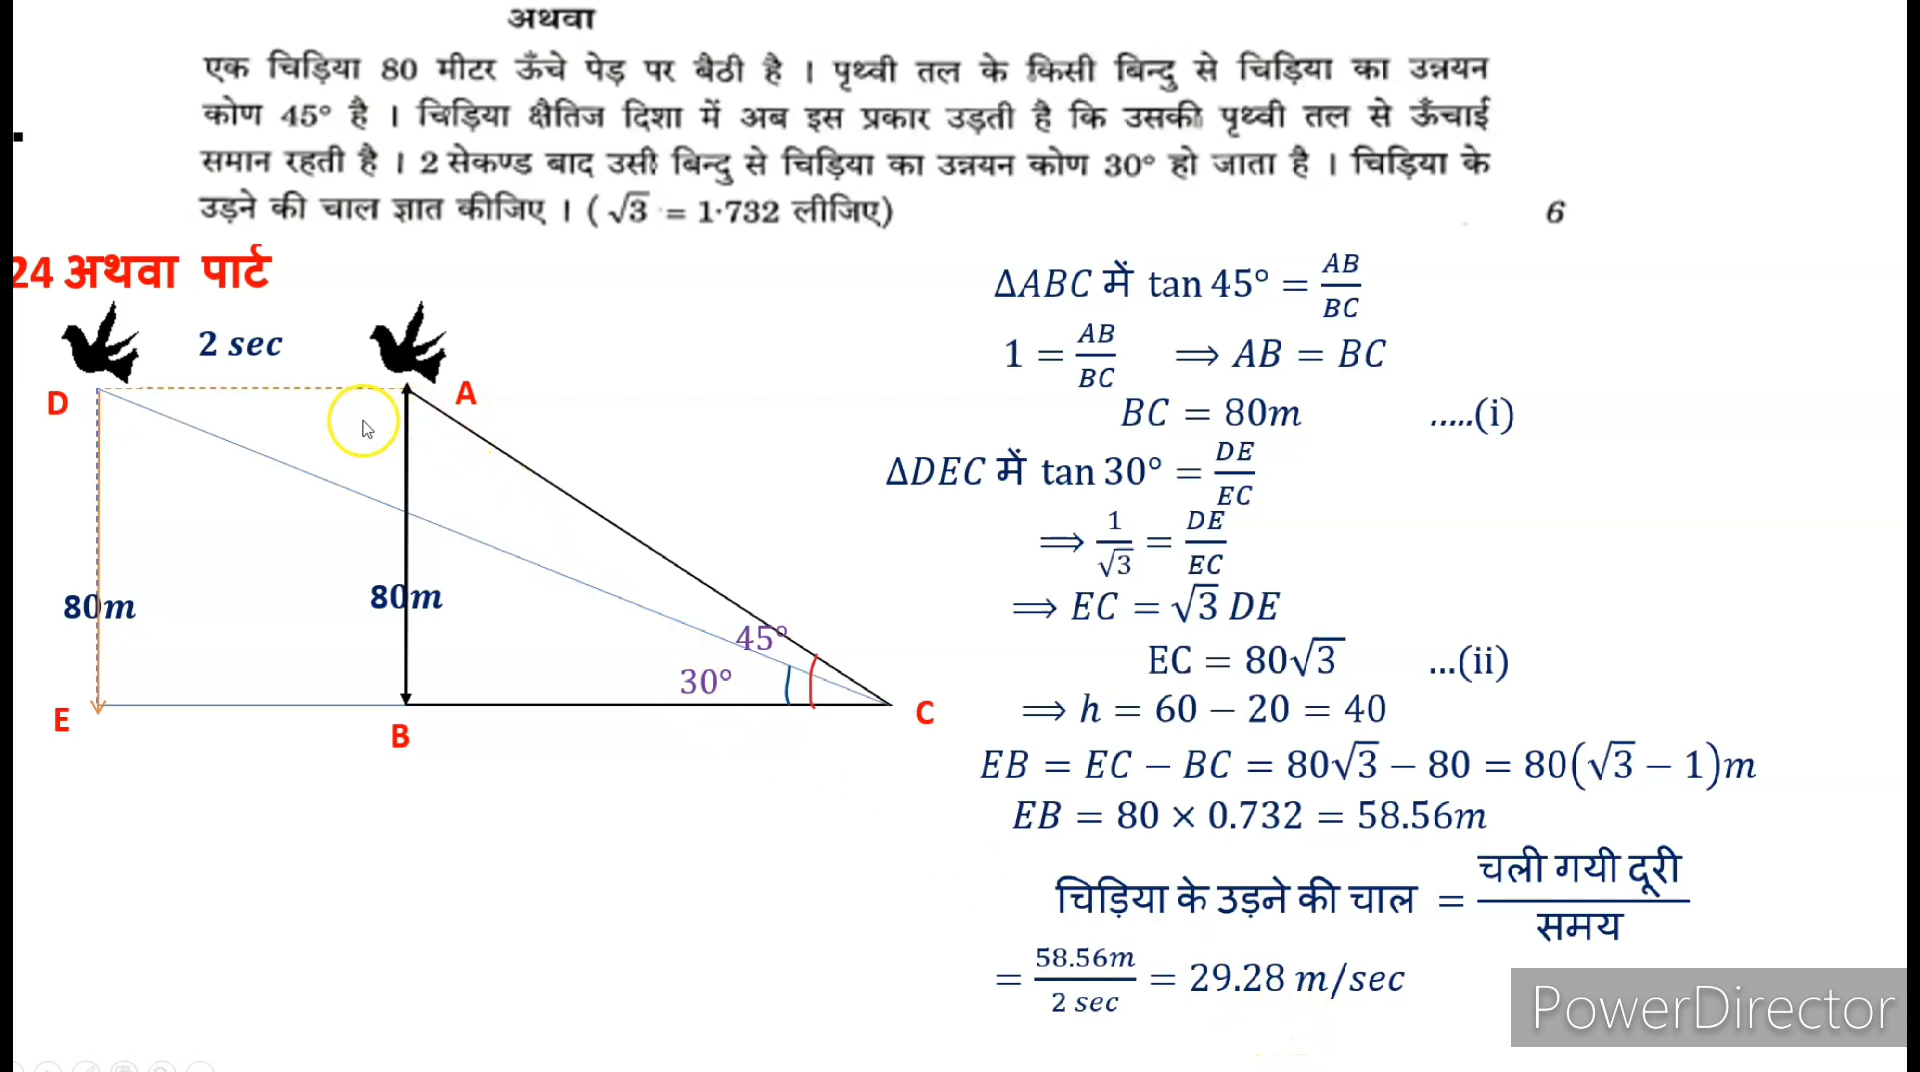 अथवा
एक चिड़िया 80 मीटर ऊँचे पेड़ पर बैठी है । पृथ्वी तल के किसी बिन्दु से चिड़िया का उन्नयन
कोण 45° है । चिड़िया क्षैतिज दिशा में अब इस प्रकार उड़ती है कि उसकी पृथ्वी तल से ऊँचाई
समान रहती है । 2 सेकण्ड बाद उसी बिन्दु से चिड़िया का उन्नयन कोण 30° हो जाता है । चिड़िया के
उड़ने की चाल ज्ञात कीजिए । ( √3 = 1·732 लीजिए) 6
24 अथवा पार्ट
2 sec
D
A
80m
80m
45°
30°
E
B
C
ΔABC में tan 45° = AB/BC
1 = AB/BC ⟹ AB = BC
BC = 80m .....(i)
ΔDEC में tan 30° = DE/EC
⟹ 1/√3 = DE/EC
⟹ EC = √3 DE
EC = 80√3 ...(ii)
⟹ h = 60 − 20 = 40
EB = EC − BC = 80√3 − 80 = 80(√3 − 1)m
EB = 80 × 0.732 = 58.56m
चिड़िया के उड़ने की चाल = चली गयी दूरी/समय
= 58.56m/2 sec = 29.28 m/sec
PowerDirector